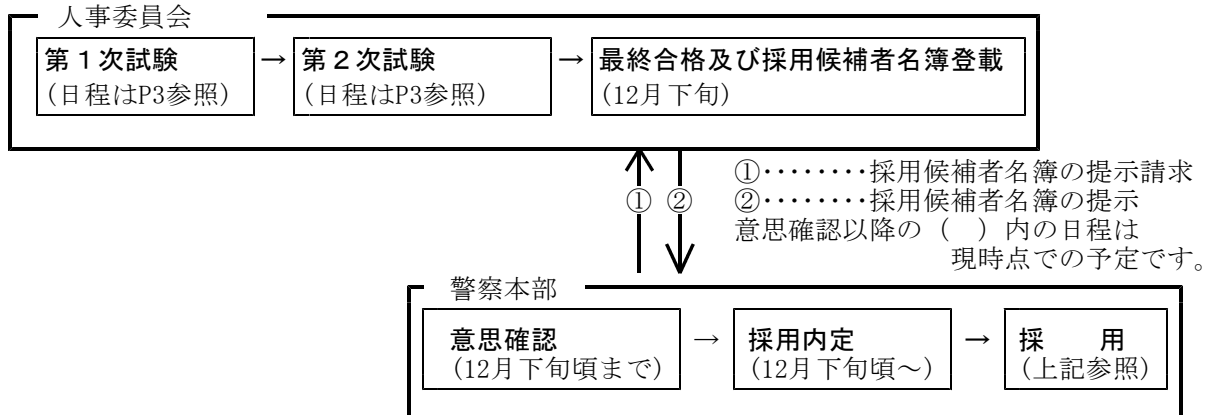 人事委員会
第1次試験 → 第2次試験 → 最終合格及び採用候補者名簿登載
(日程はP3参照) (日程はP3参照) (12月下旬)
①･･･････採用候補者名簿の提示請求
① ② ②･･･････採用候補者名簿の提示
意思確認以降の（　）内の日程は
現時点での予定です。
警察本部
意思確認 → 採用内定 → 採　用
(12月下旬頃まで) (12月下旬頃～) (上記参照)